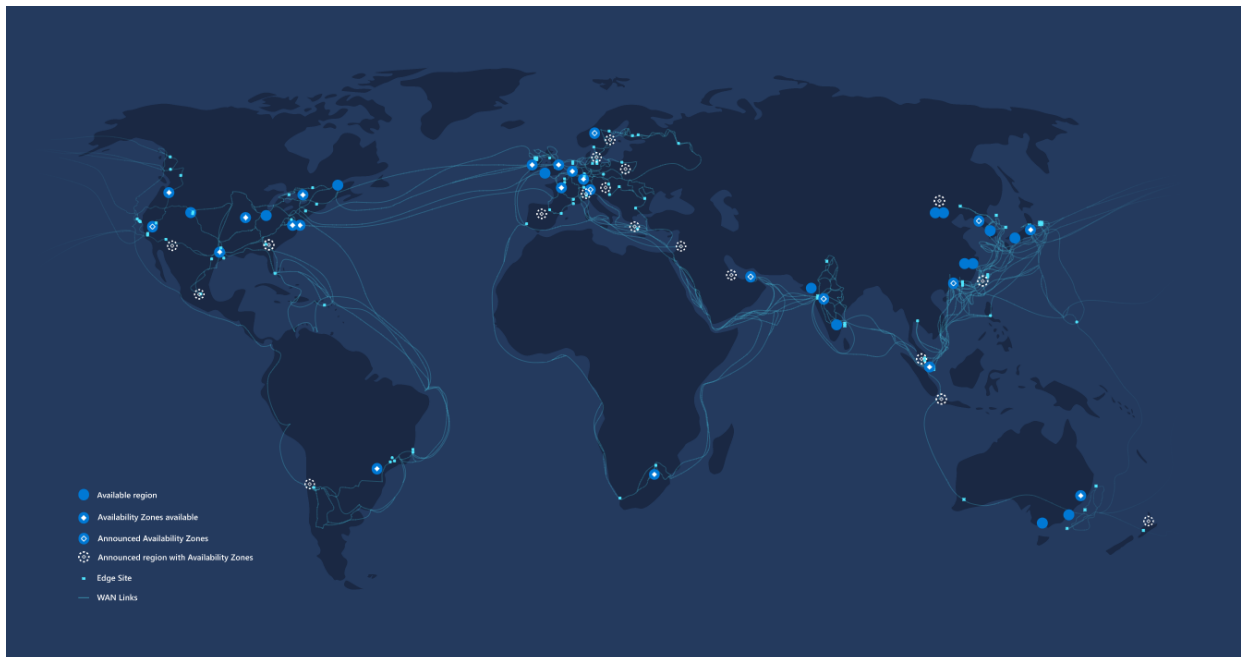 Available region
Availability Zones available
Announced Availability Zones
Announced region with Availability Zones
Edge Site
WAN Links